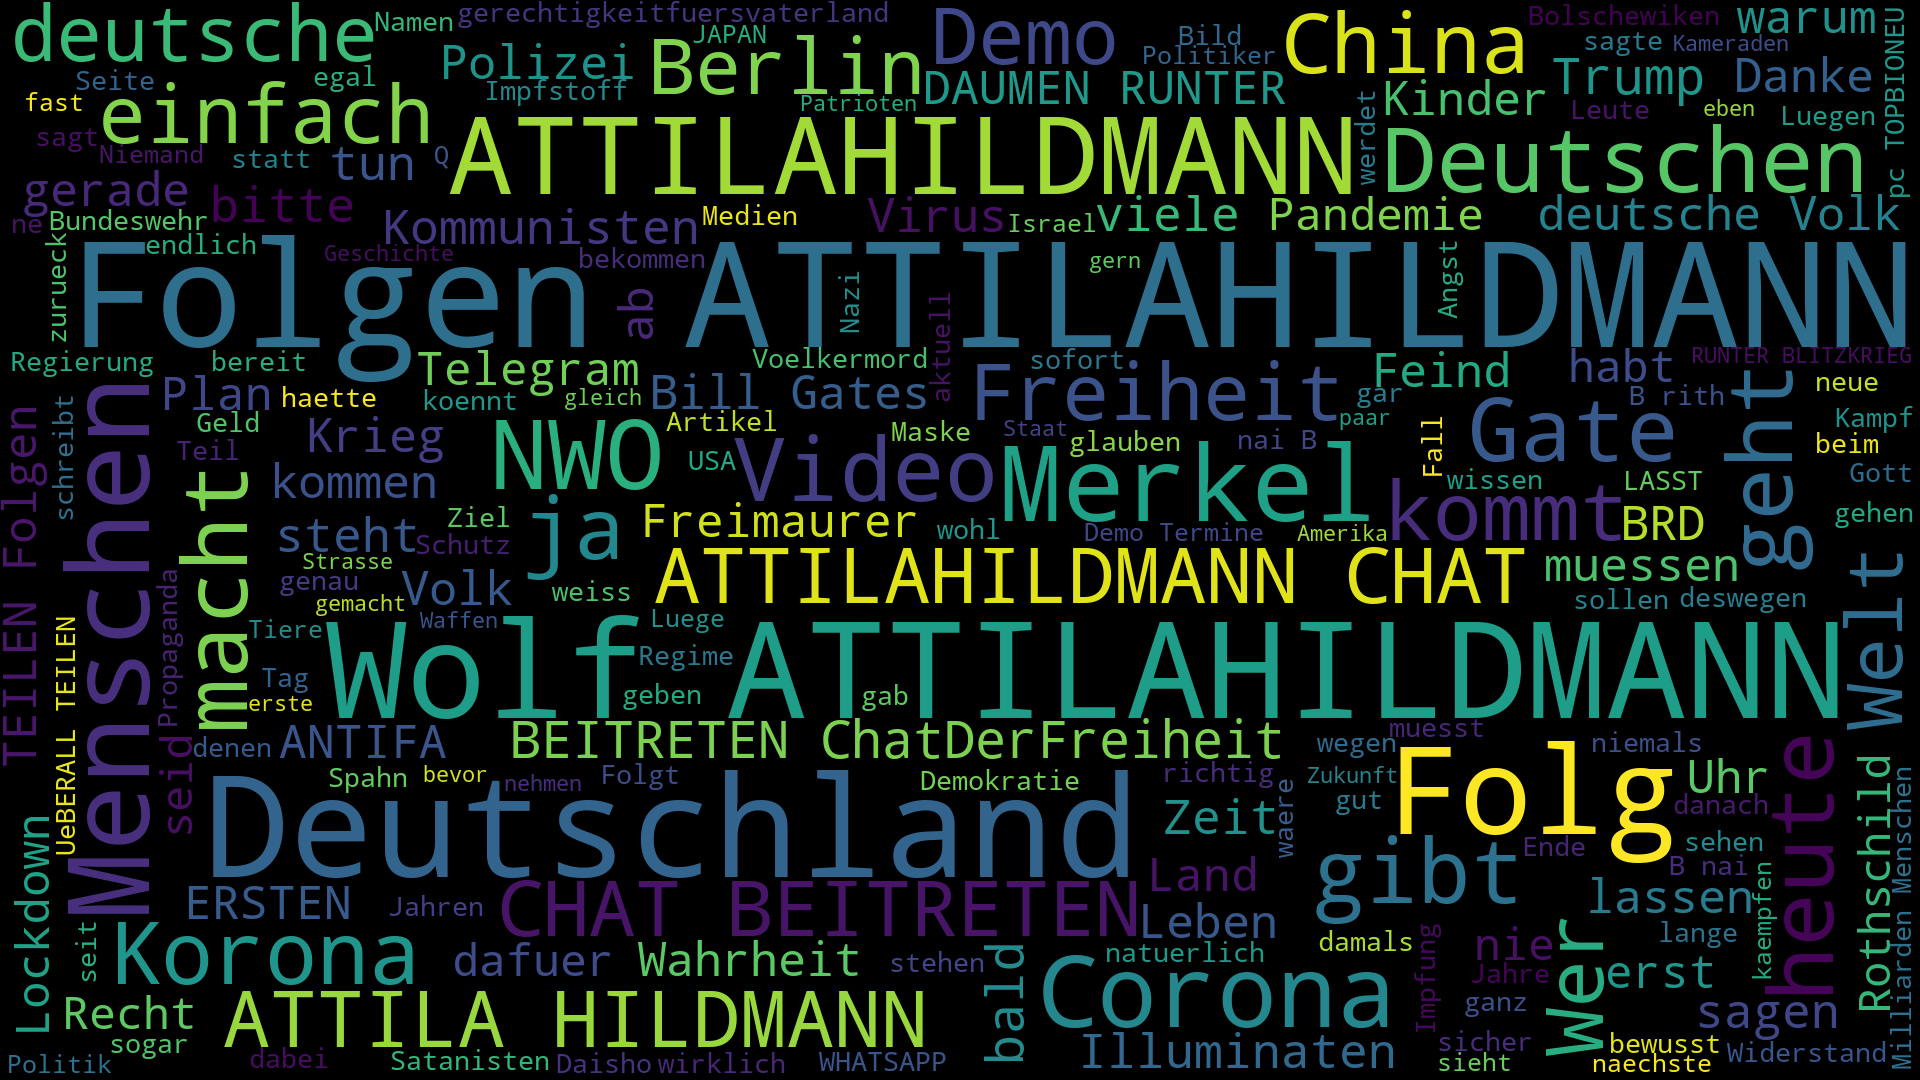 deutsche
Namen
gerechtigkeitfuersvaterland
JAPAN
Demo
Bild
China
Bolschewiken
warum
Seite
egal
Polizei
Berlin
Politiker
sagte
Kameraden
fast
einfach
Impfstoff
Patrioten
DAUMEN RUNTER
Kinder
Trump
Danke
TOPBIONEU
sagt
Niemand
statt
tun
Q
ATTILAHILDMANN
werdet
Leute
eben
Luegen
Deutschen
pc
gerade
bitte
ne
Bundeswehr
Kommunisten
Medien
Virus
Israel
viele
Pandemie
deutsche Volk
zurueck
endlich
Geschichte
bekommen
gern
Angst
Folgen ATTILAHILDMANN
ab
Nazi
aktuell
Regierung
bereit
Telegram
Voelkermord
sofort
Feind
habt
RUNTER BLITZKRIEG
Plan
haette
koennt
gleich
Bill Gates
Freiheit
gar
B rith
neue
schreibt
Geld
Krieg
NWO
Artikel
Maske
Staat
paar
Gate
geht
Kampf
Teil
USA
Video
glauben
nai B
Fall
beim
TEILEN Folgen
Menschen
macht
kommen
Merkel
wissen
LASST
Gott
steht
Ziel
Schutz
ja
Freimaurer
wohl
Demo Termine
Amerika
kommt
BRD
gehen
Strasse
genau
gemacht
Volk
weiss
ATTILAHILDMANN CHAT
muessen
sollen
deswegen
Welt
Propaganda
UeBERALL TEILEN
Tiere
Waffen
Luege
Wolf ATTILAHILDMANN
Regime
Tag
erste
geben
gab
seid
denen
ANTIFA
BEITRETEN ChatDerFreiheit
wegen
muesst
niemals
Spahn
bevor
nehmen
Folgt
Demokratie
richtig
Zukunft
Folg
Uhr
heute
Deutschland
Zeit
waere
gut
danach
Rothschild
Milliarden Menschen
Lockdown
gibt
Ende
sehen
B nai
ERSTEN
Jahren
CHAT BEITRETEN
Land
Leben
lassen
kaempfen
seit
Korona
dafuer
Wahrheit
stehen
natuerlich
damals
Impfung
nie
Wer
lange
Jahre
erst
Recht
ATTILA HILDMANN
bald
Corona
ganz
sagen
sogar
Politik
dabei
Satanisten
Daisho
wirklich
WHATSAPP
Illuminaten
sicher
sieht
bewusst
naechste
Widerstand